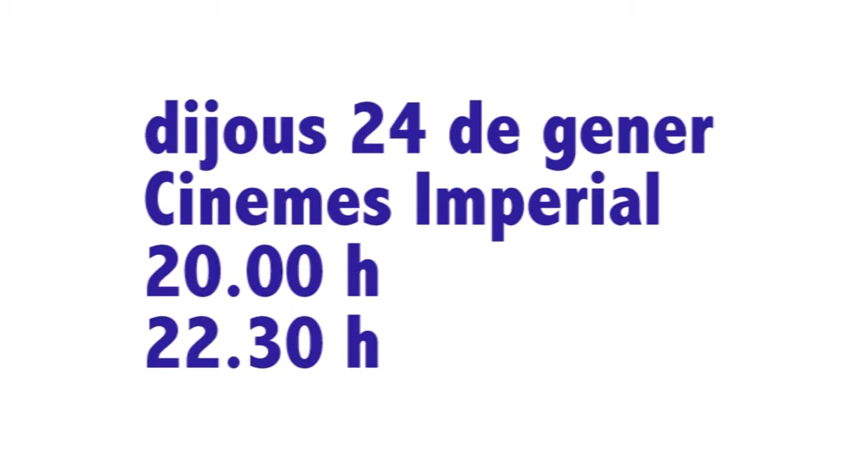 dijous 24 de gener
Cinemes Imperial
20.00 h
22.30 h